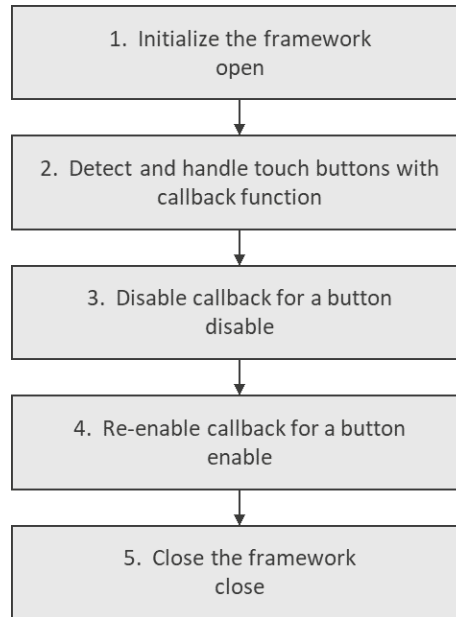 1. Initialize the framework
open
2. Detect and handle touch buttons with
callback function
3. Disable callback for a button
disable
4. Re-enable callback for a button
enable
5. Close the framework
close